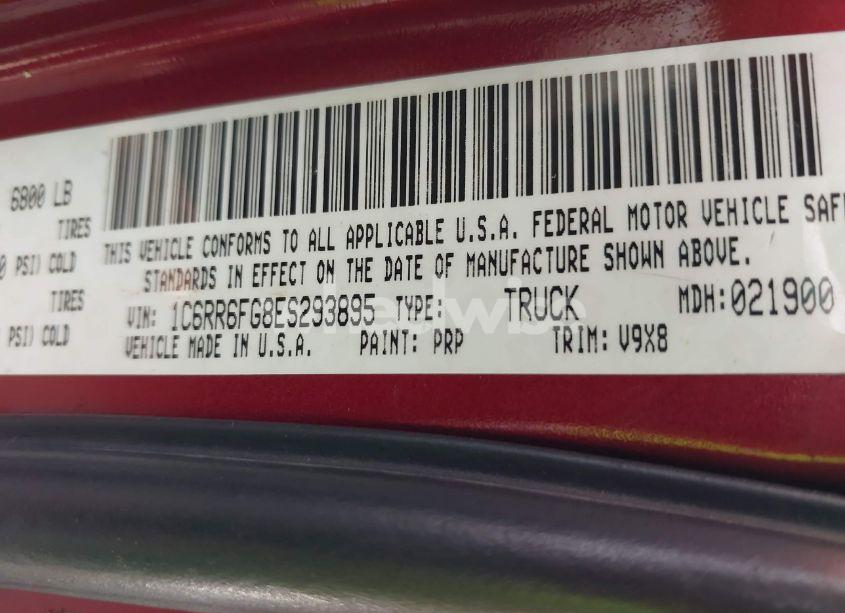 6800 LB
TIRES
PSI) COLD
TIRES
PSI) COLD
THIS VEHICLE CONFORMS TO ALL APPLICABLE U.S.A. FEDERAL MOTOR VEHICLE SAF
STANDARDS IN EFFECT ON THE DATE OF MANUFACTURE SHOWN ABOVE.
VIN: 1C6RR6FG8ES293895 TYPE: TRUCK MDH:021900
VEHICLE MADE IN U.S.A. PAINT: PRP TRIM: V9X8